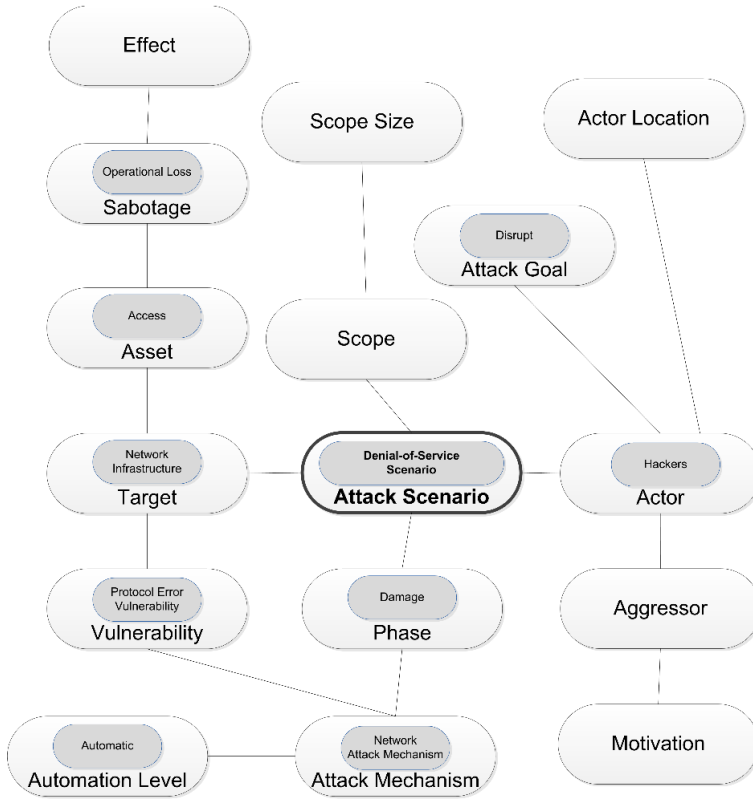 Effect
Scope Size
Actor Location
Operational Loss
Sabotage
Disrupt
Attack Goal
Access
Asset
Scope
Network
Infrastructure
Target
Denial-of-Service
Scenario
Attack Scenario
Hackers
Actor
Protocol Error
Vulnerability
Vulnerability
Damage
Phase
Aggressor
Automatic
Automation Level
Network
Attack Mechanism
Attack Mechanism
Motivation